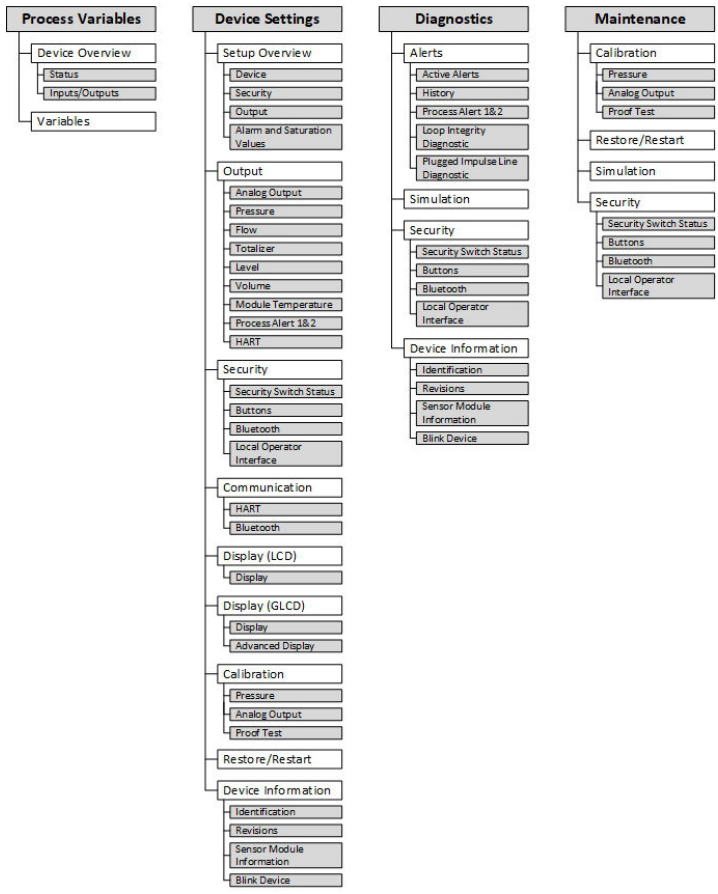 Process Variables
Device Overview
Status
Inputs/Outputs
Variables
Device Settings
Setup Overview
Device
Security
Output
Alarm and Saturation
Values
Output
Analog Output
Pressure
Flow
Totalizer
Level
Volume
Module Temperature
Process Alert 1&2
HART
Security
Security Switch Status
Buttons
Bluetooth
Local Operator
Interface
Communication
HART
Bluetooth
Display (LCD)
Display
Display (GLCD)
Display
Advanced Display
Calibration
Pressure
Analog Output
Proof Test
Restore/Restart
Device Information
Identification
Revisions
Sensor Module
Information
Blink Device
Diagnostics
Alerts
Active Alerts
History
Process Alert 1&2
Loop Integrity
Diagnostic
Plugged Impulse Line
Diagnostic
Simulation
Security
Security Switch Status
Buttons
Bluetooth
Local Operator
Interface
Device Information
Identification
Revisions
Sensor Module
Information
Blink Device
Maintenance
Calibration
Pressure
Analog Output
Proof Test
Restore/Restart
Simulation
Security
Security Switch Status
Buttons
Bluetooth
Local Operator
Interface